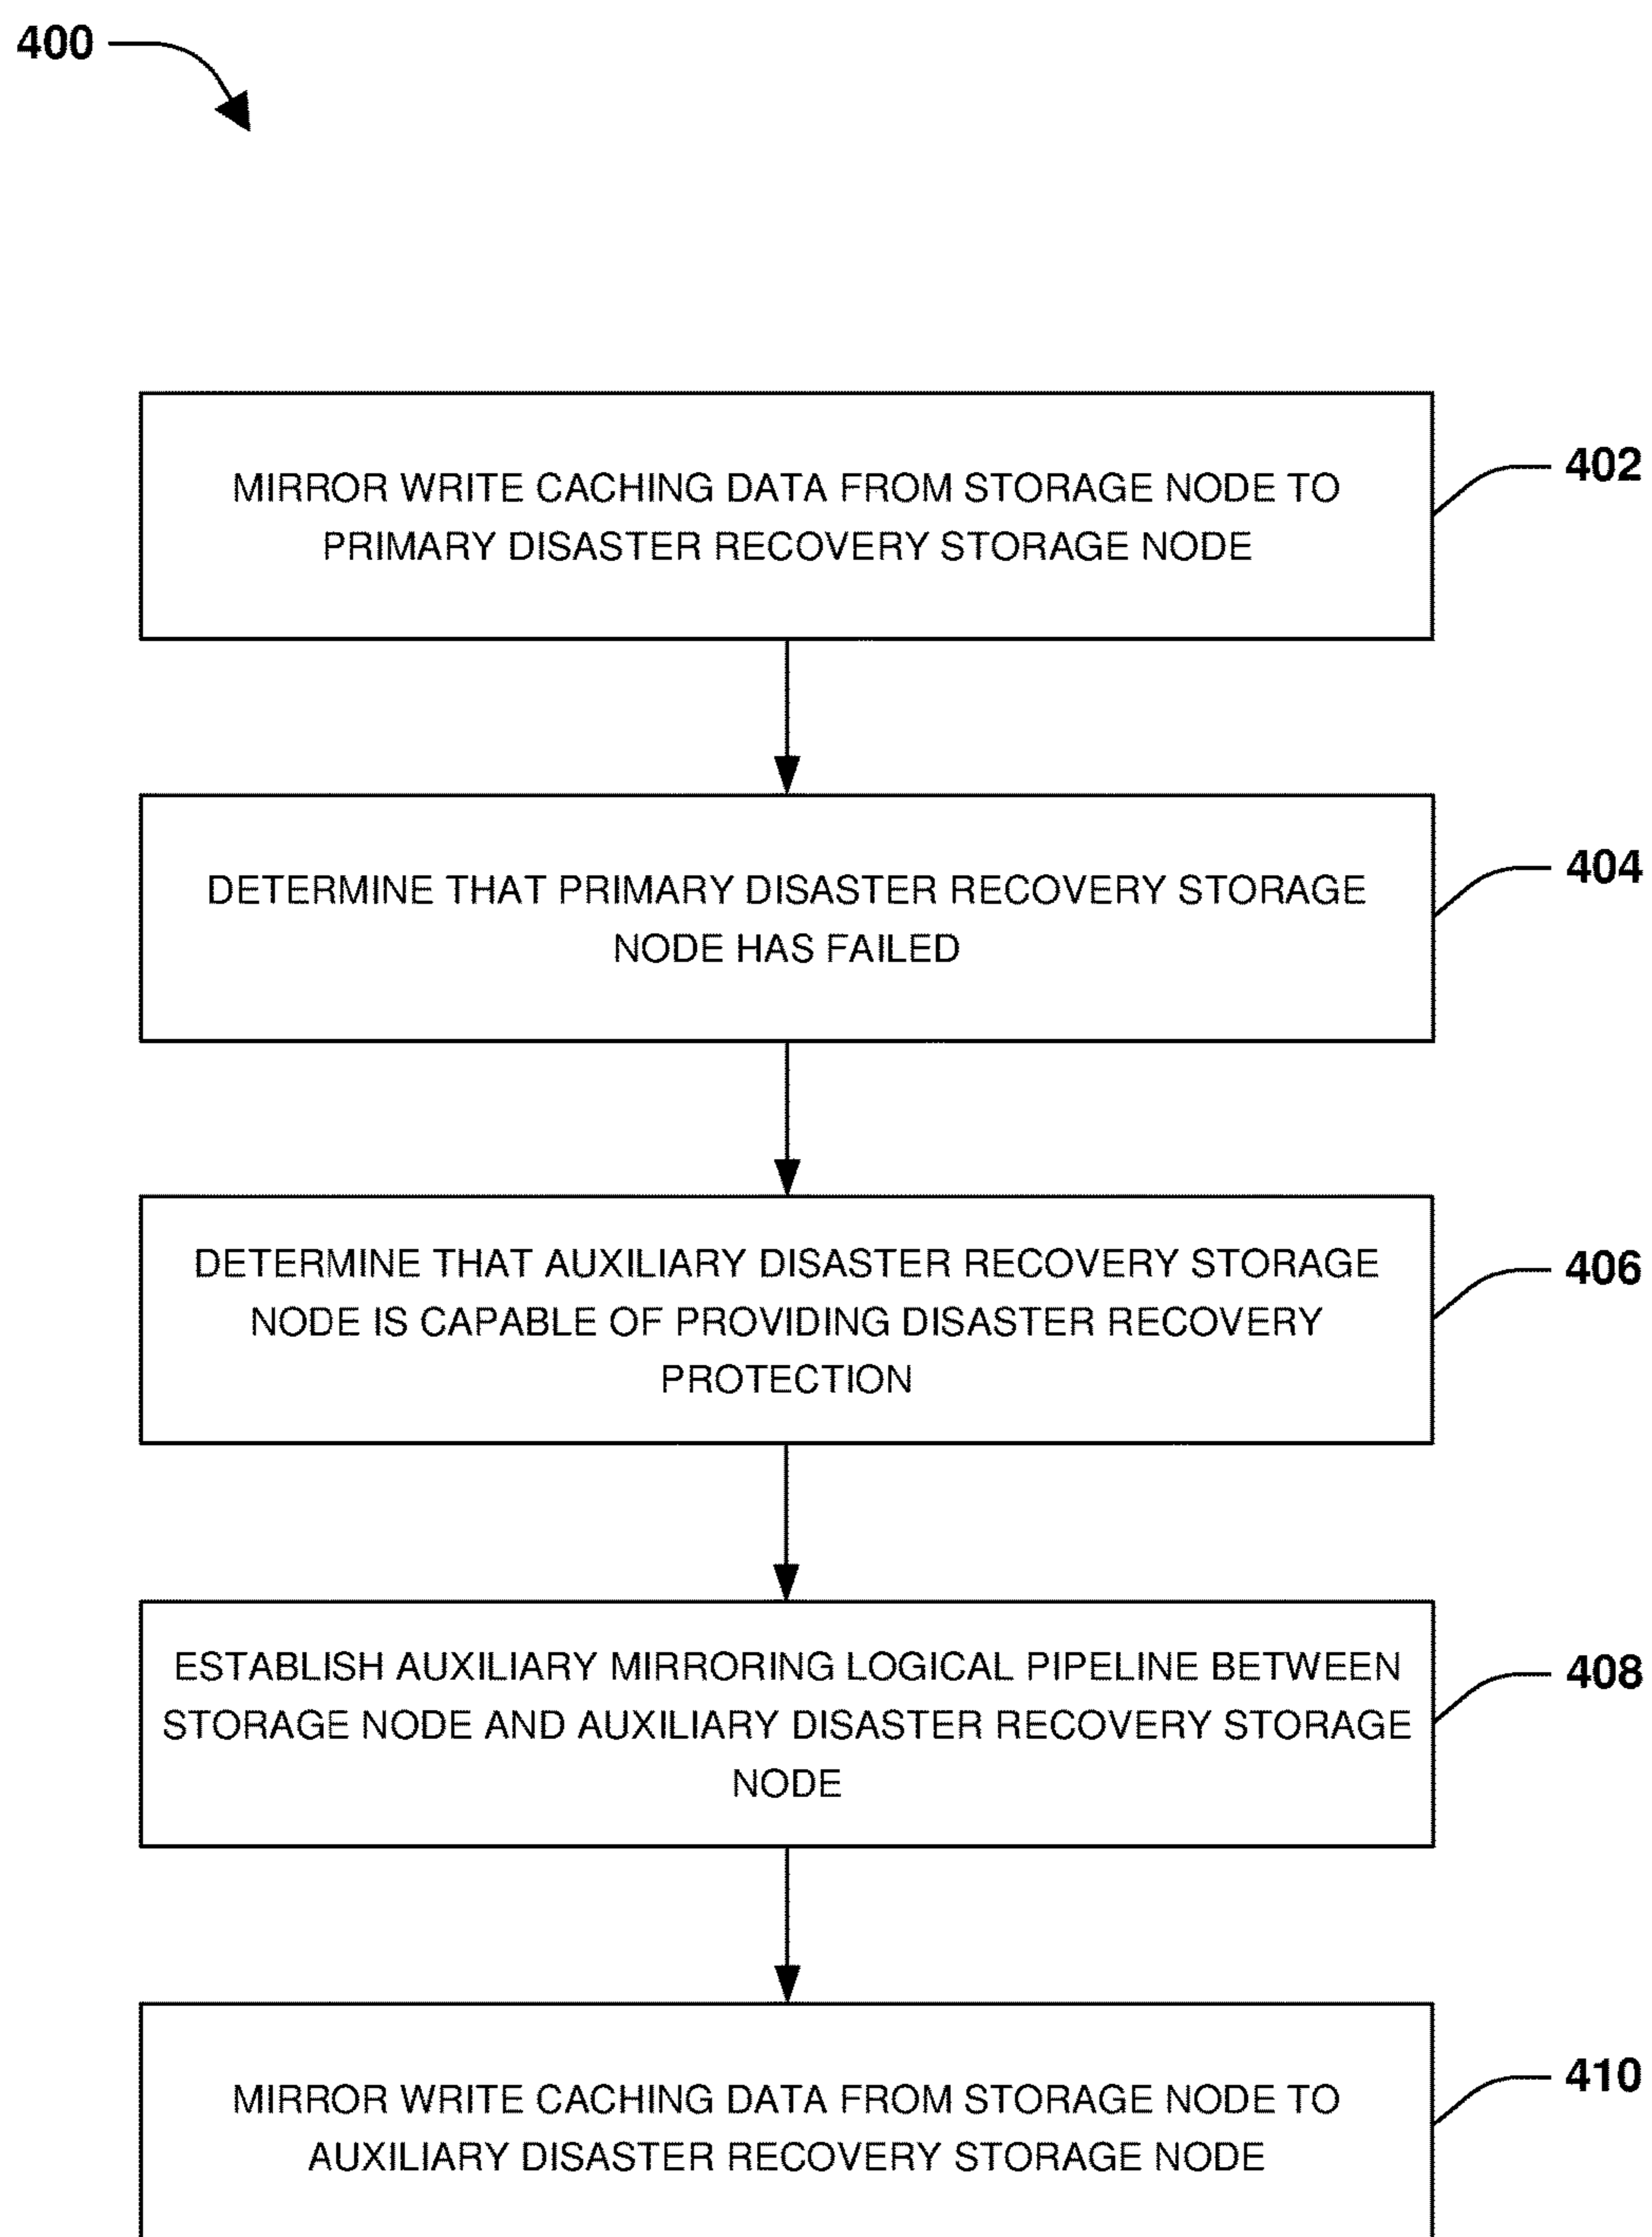 400
MIRROR WRITE CACHING DATA FROM STORAGE NODE TO
PRIMARY DISASTER RECOVERY STORAGE NODE
402
DETERMINE THAT PRIMARY DISASTER RECOVERY STORAGE
NODE HAS FAILED
404
DETERMINE THAT AUXILIARY DISASTER RECOVERY STORAGE
NODE IS CAPABLE OF PROVIDING DISASTER RECOVERY
PROTECTION
406
ESTABLISH AUXILIARY MIRRORING LOGICAL PIPELINE BETWEEN
STORAGE NODE AND AUXILIARY DISASTER RECOVERY STORAGE
NODE
408
MIRROR WRITE CACHING DATA FROM STORAGE NODE TO
AUXILIARY DISASTER RECOVERY STORAGE NODE
410